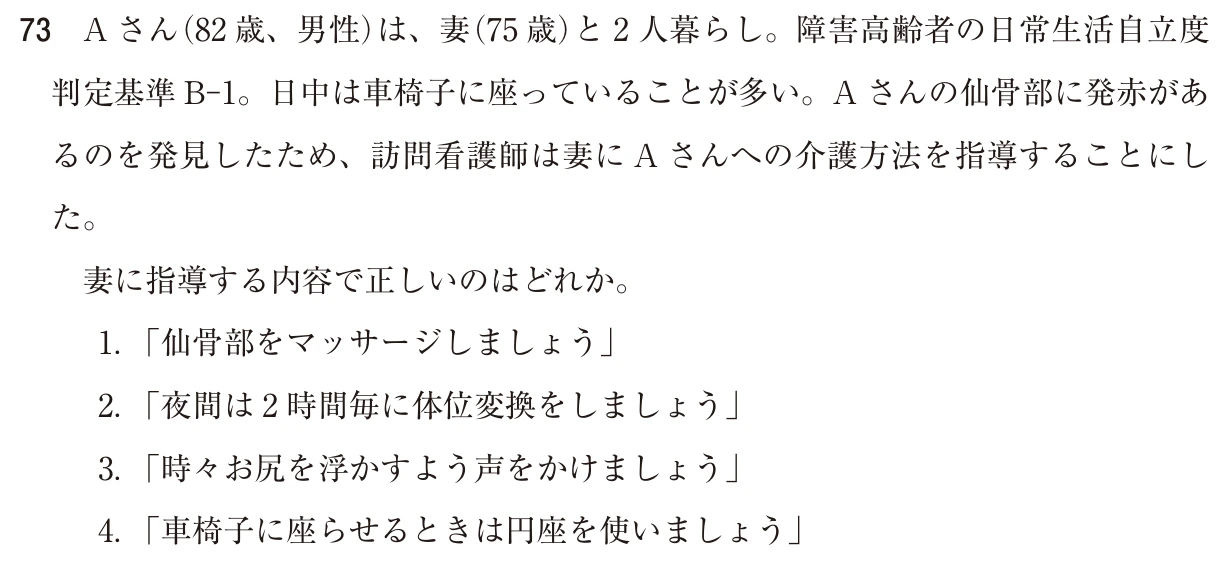 73 Aさん(82歳、男性)は、妻(75歳)と2人暮らし。障害高齢者の日常生活自立度
判定基準B-1。日中は車椅子に座っていることが多い。Aさんの仙骨部に発赤があ
るのを発見したため、訪問看護師は妻にAさんへの介護方法を指導することにし
た。
妻に指導する内容で正しいのはどれか。
1. 「仙骨部をマッサージしましょう」
2. 「夜間は2時間毎に体位変換をしましょう」
3. 「時々お尻を浮かすよう声をかけましょう」
4. 「車椅子に座らせるときは円座を使いましょう」